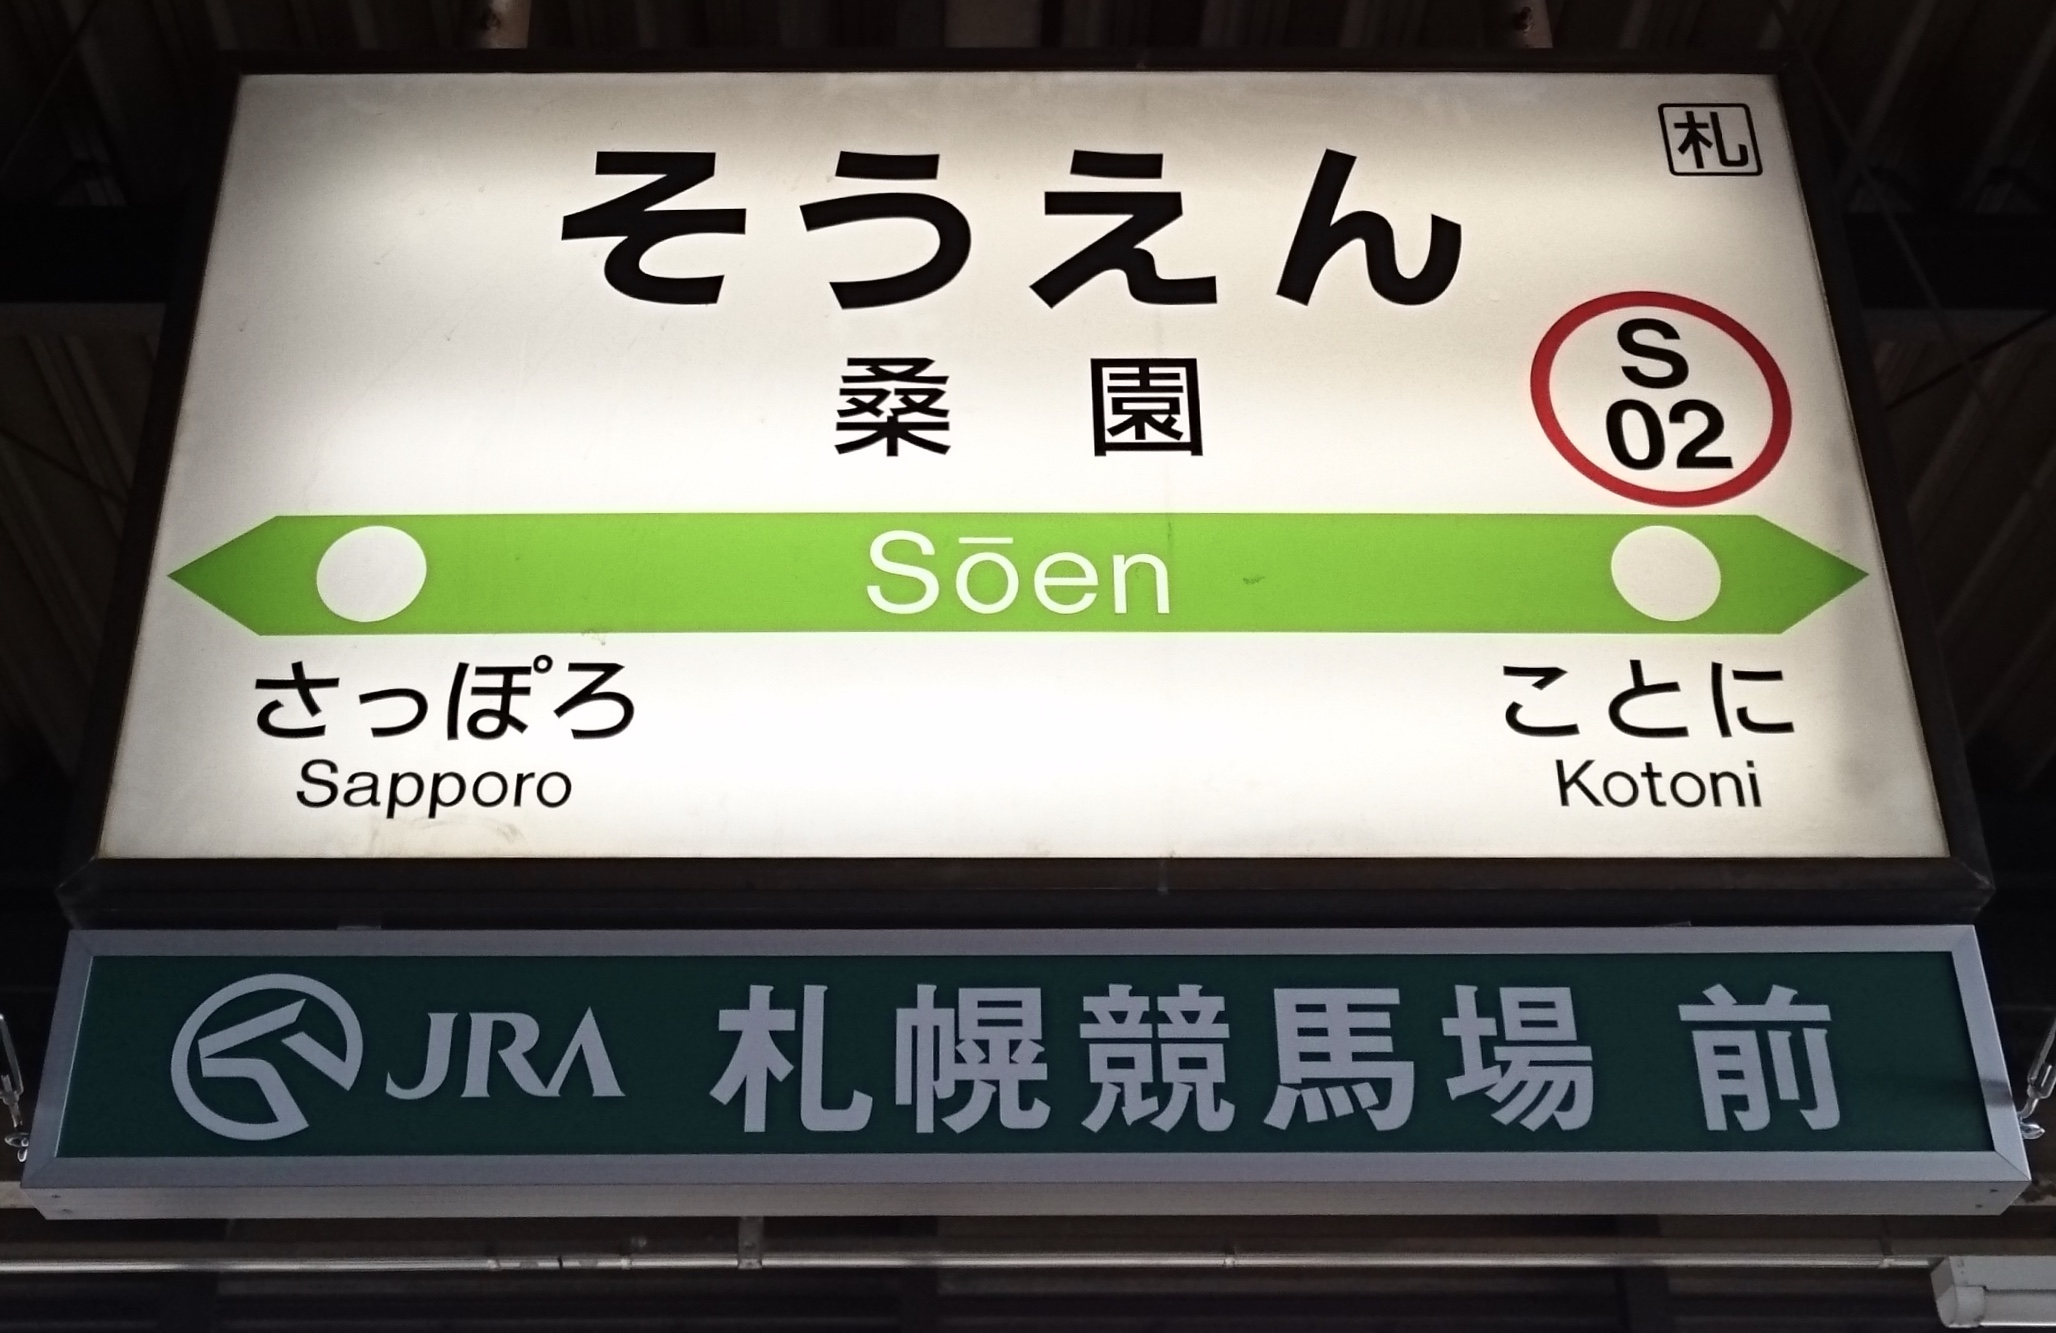 札
そうえん
桑園
S
02
Sōen
さっぽろ
Sapporo
ことに
Kotoni
JRA 札幌競馬場 前